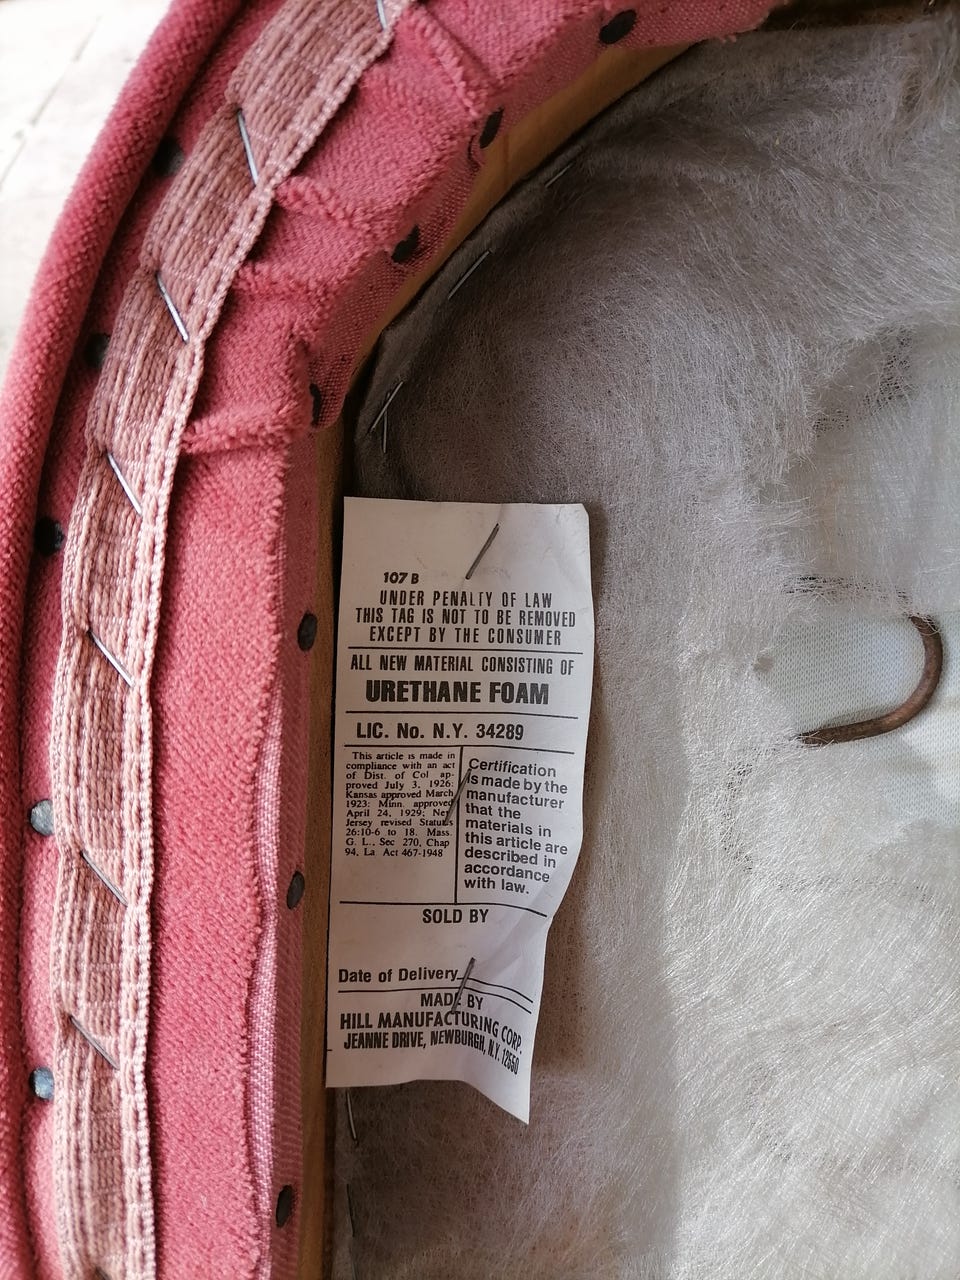 107 B
UNDER PENALTY OF LAW
THIS TAG IS NOT TO BE REMOVED
EXCEPT BY THE CONSUMER
ALL NEW MATERIAL CONSISTING OF
URETHANE FOAM
LIC. No. N.Y. 34289
This article is made in
compliance with an act
of Dist. of Col ap-
proved July 3, 1926:
Kansas approved March
1923: Minn. approved
April 24, 1929; New
Jersey revised Statuts
26:10-6 to 18. Mass.
G. L., Sec 270, Chap
94, La Act 467-1948
Certification
is made by the
manufacturer
that the
materials in
this article are
described in
accordance
with law.
SOLD BY
Date of Delivery
MADE BY
HILL MANUFACTURING CORP.
JEANNE DRIVE, NEWBURGH, N.Y. 12550